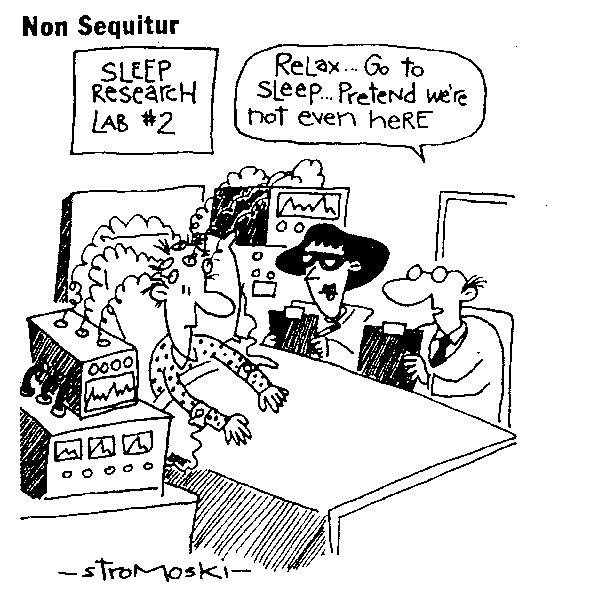 Non Sequitur
SLEEP
RESEARCH
LAB #2
RELAX... GO to
SLEEP... PREtEND wE'RE
not EVEN hERE
-stRoMoski-